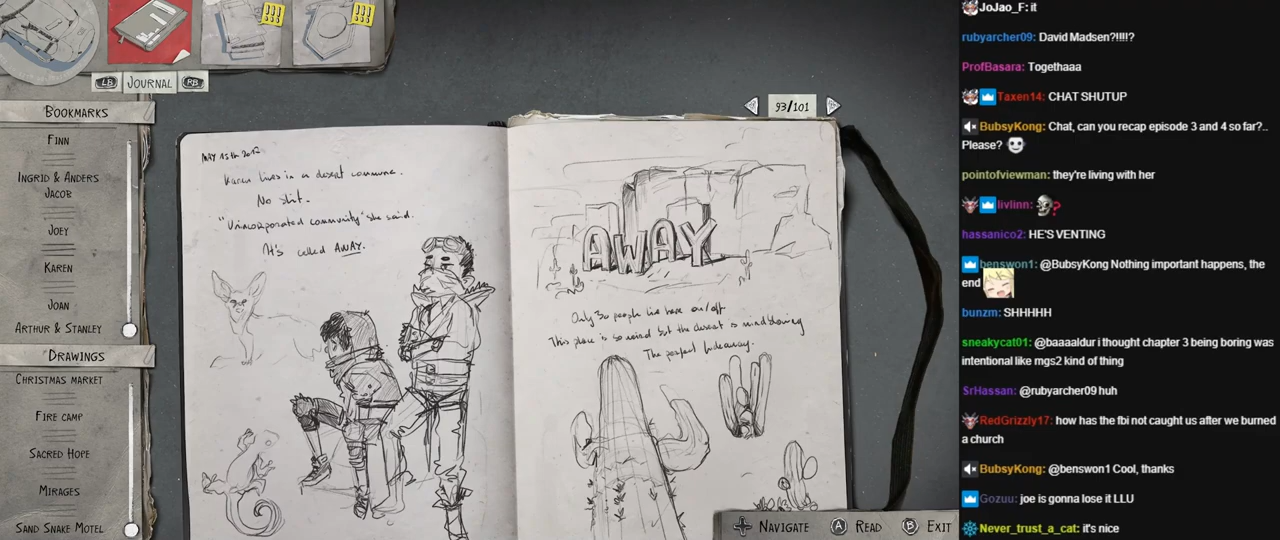 LB JOURNAL RB
BOOKMARKS
FINN
INGRID & ANDERS
JACOB
JOEY
KAREN
JOAN
ARTHUR & STANLEY
DRAWINGS
CHRISTMAS MARKET
FIRE CAMP
SACRED HOPE
MIRAGES
SAND SNAKE MOTEL
93/101
MAY 15th
Karen lives in a desert commune.
No shit.
"Unincorporated community" she said.
It's called AWAY.
AWAY
Only 30 people live here on/off
This place is so weird but the desert is mindblowing
The perfect hideaway.
NAVIGATE A READ B EXIT
JoJao_F: it
rubyarcher09: David Madsen?!!!!?
ProfBasara: Togethaaa
Taxen14: CHAT SHUTUP
BubsyKong: Chat, can you recap episode 3 and 4 so far?..
Please?
pointofviewman: they're living with her
livlinn:
hassanico2: HE'S VENTING
benswon1: @BubsyKong Nothing important happens, the
end
bunzm: SHHHHH
sneakycat01: @baaaaldur i thought chapter 3 being boring was
intentional like mgs2 kind of thing
SrHassan: @rubyarcher09 huh
RedGrizzly17: how has the fbi not caught us after we burned
a church
BubsyKong: @benswon1 Cool, thanks
Gozuu: joe is gonna lose it LLU
Never_trust_a_cat: it's nice